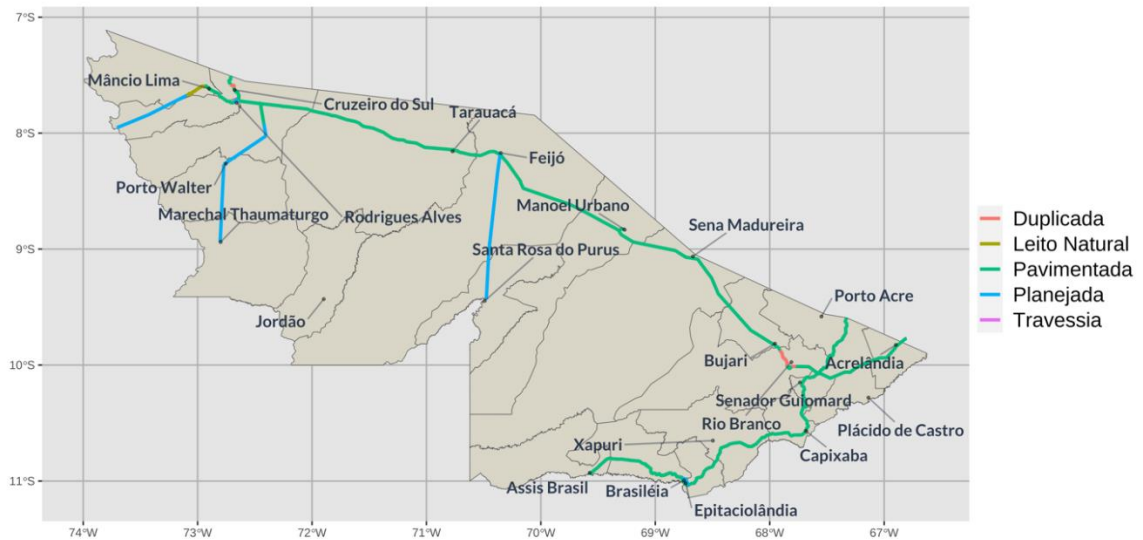 7°S
8°S
9°S
10°S
11°S
Mâncio Lima
Cruzeiro do Sul
Tarauacá
Feijó
Porto Walter
Marechal Thaumaturgo
Rodrigues Alves
Manoel Urbano
Sena Madureira
Santa Rosa do Purus
Jordão
Porto Acre
Bujari
Acrelândia
Senador Guiomard
Rio Branco
Plácido de Castro
Xapuri
Capixaba
Assis Brasil
Brasiléia
Epitaciolândia
74°W
73°W
72°W
71°W
70°W
69°W
68°W
67°W
Duplicada
Leito Natural
Pavimentada
Planejada
Travessia